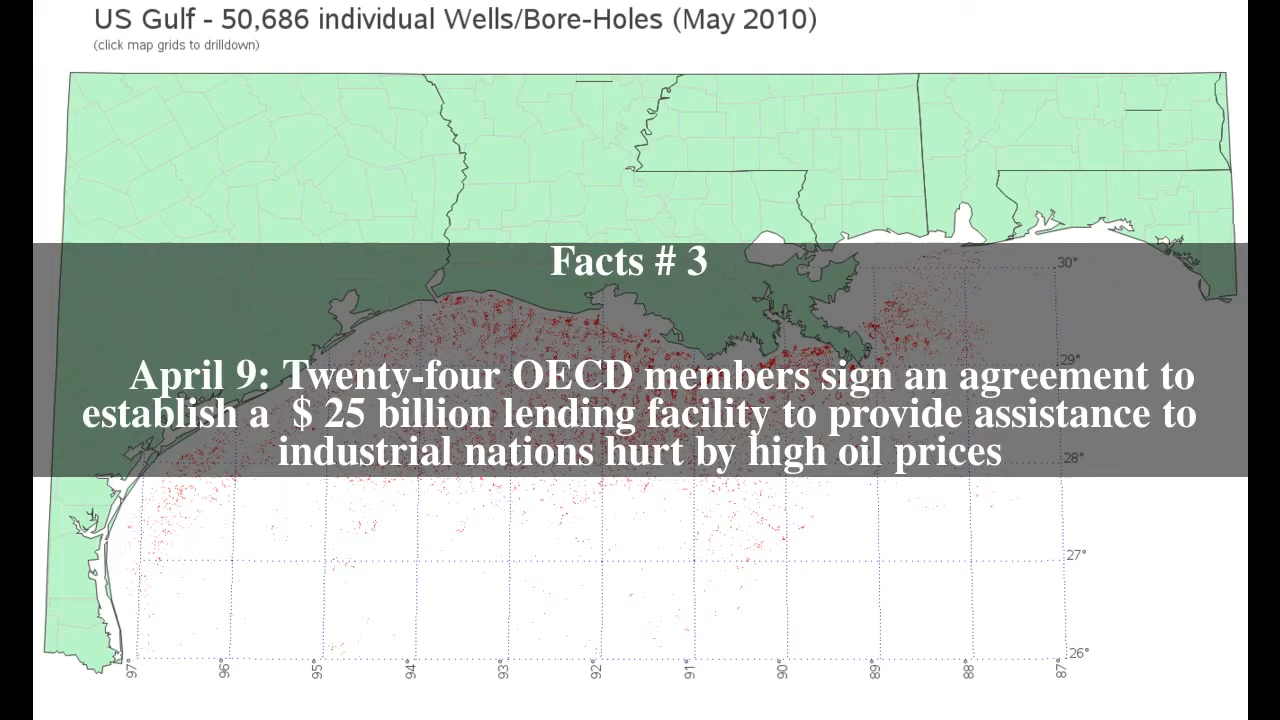 US Gulf - 50,686 individual Wells/Bore-Holes (May 2010)
(click map grids to drilldown)
Facts # 3
30°
29°
April 9: Twenty-four OECD members sign an agreement to
establish a  $ 25 billion lending facility to provide assistance to
industrial nations hurt by high oil prices
28°
27°
26°
97° 96° 95° 94° 93° 92° 91° 90° 89° 88° 87°